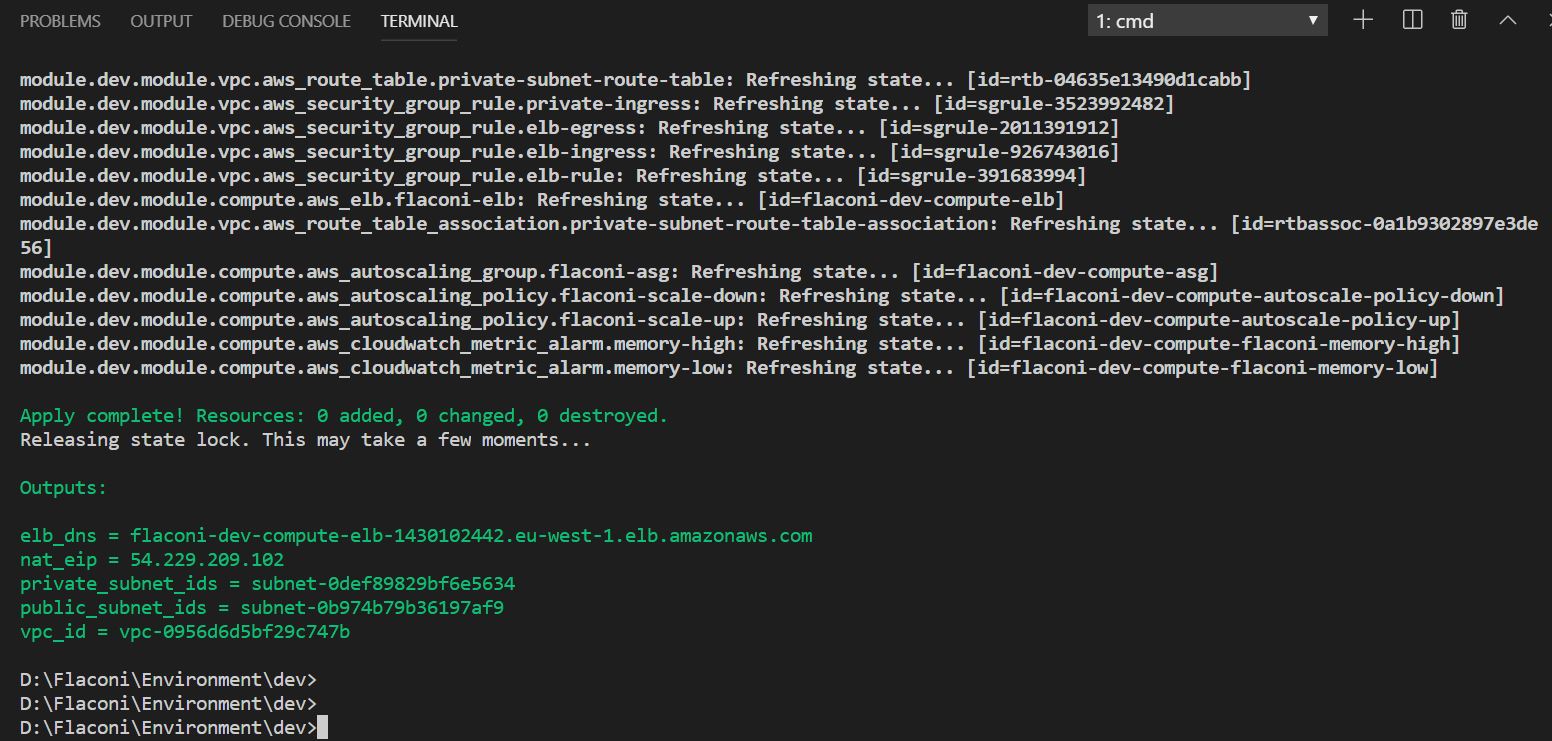 PROBLEMS OUTPUT DEBUG CONSOLE TERMINAL 1: cmd
module.dev.module.vpc.aws_route_table.private-subnet-route-table: Refreshing state... [id=rtb-04635e13490d1cabb]
module.dev.module.vpc.aws_security_group_rule.private-ingress: Refreshing state... [id=sgrule-3523992482]
module.dev.module.vpc.aws_security_group_rule.elb-egress: Refreshing state... [id=sgrule-2011391912]
module.dev.module.vpc.aws_security_group_rule.elb-ingress: Refreshing state... [id=sgrule-926743016]
module.dev.module.vpc.aws_security_group_rule.elb-rule: Refreshing state... [id=sgrule-391683994]
module.dev.module.compute.aws_elb.flaconi-elb: Refreshing state... [id=flaconi-dev-compute-elb]
module.dev.module.vpc.aws_route_table_association.private-subnet-route-table-association: Refreshing state... [id=rtbassoc-0a1b9302897e3de
56]
module.dev.module.compute.aws_autoscaling_group.flaconi-asg: Refreshing state... [id=flaconi-dev-compute-asg]
module.dev.module.compute.aws_autoscaling_policy.flaconi-scale-down: Refreshing state... [id=flaconi-dev-compute-autoscale-policy-down]
module.dev.module.compute.aws_autoscaling_policy.flaconi-scale-up: Refreshing state... [id=flaconi-dev-compute-autoscale-policy-up]
module.dev.module.compute.aws_cloudwatch_metric_alarm.memory-high: Refreshing state... [id=flaconi-dev-compute-flaconi-memory-high]
module.dev.module.compute.aws_cloudwatch_metric_alarm.memory-low: Refreshing state... [id=flaconi-dev-compute-flaconi-memory-low]
Apply complete! Resources: 0 added, 0 changed, 0 destroyed.
Releasing state lock. This may take a few moments...
Outputs:
elb_dns = flaconi-dev-compute-elb-1430102442.eu-west-1.elb.amazonaws.com
nat_eip = 54.229.209.102
private_subnet_ids = subnet-0def89829bf6e5634
public_subnet_ids = subnet-0b974b79b36197af9
vpc_id = vpc-0956d6d5bf29c747b
D:\Flaconi\Environment\dev>
D:\Flaconi\Environment\dev>
D:\Flaconi\Environment\dev>